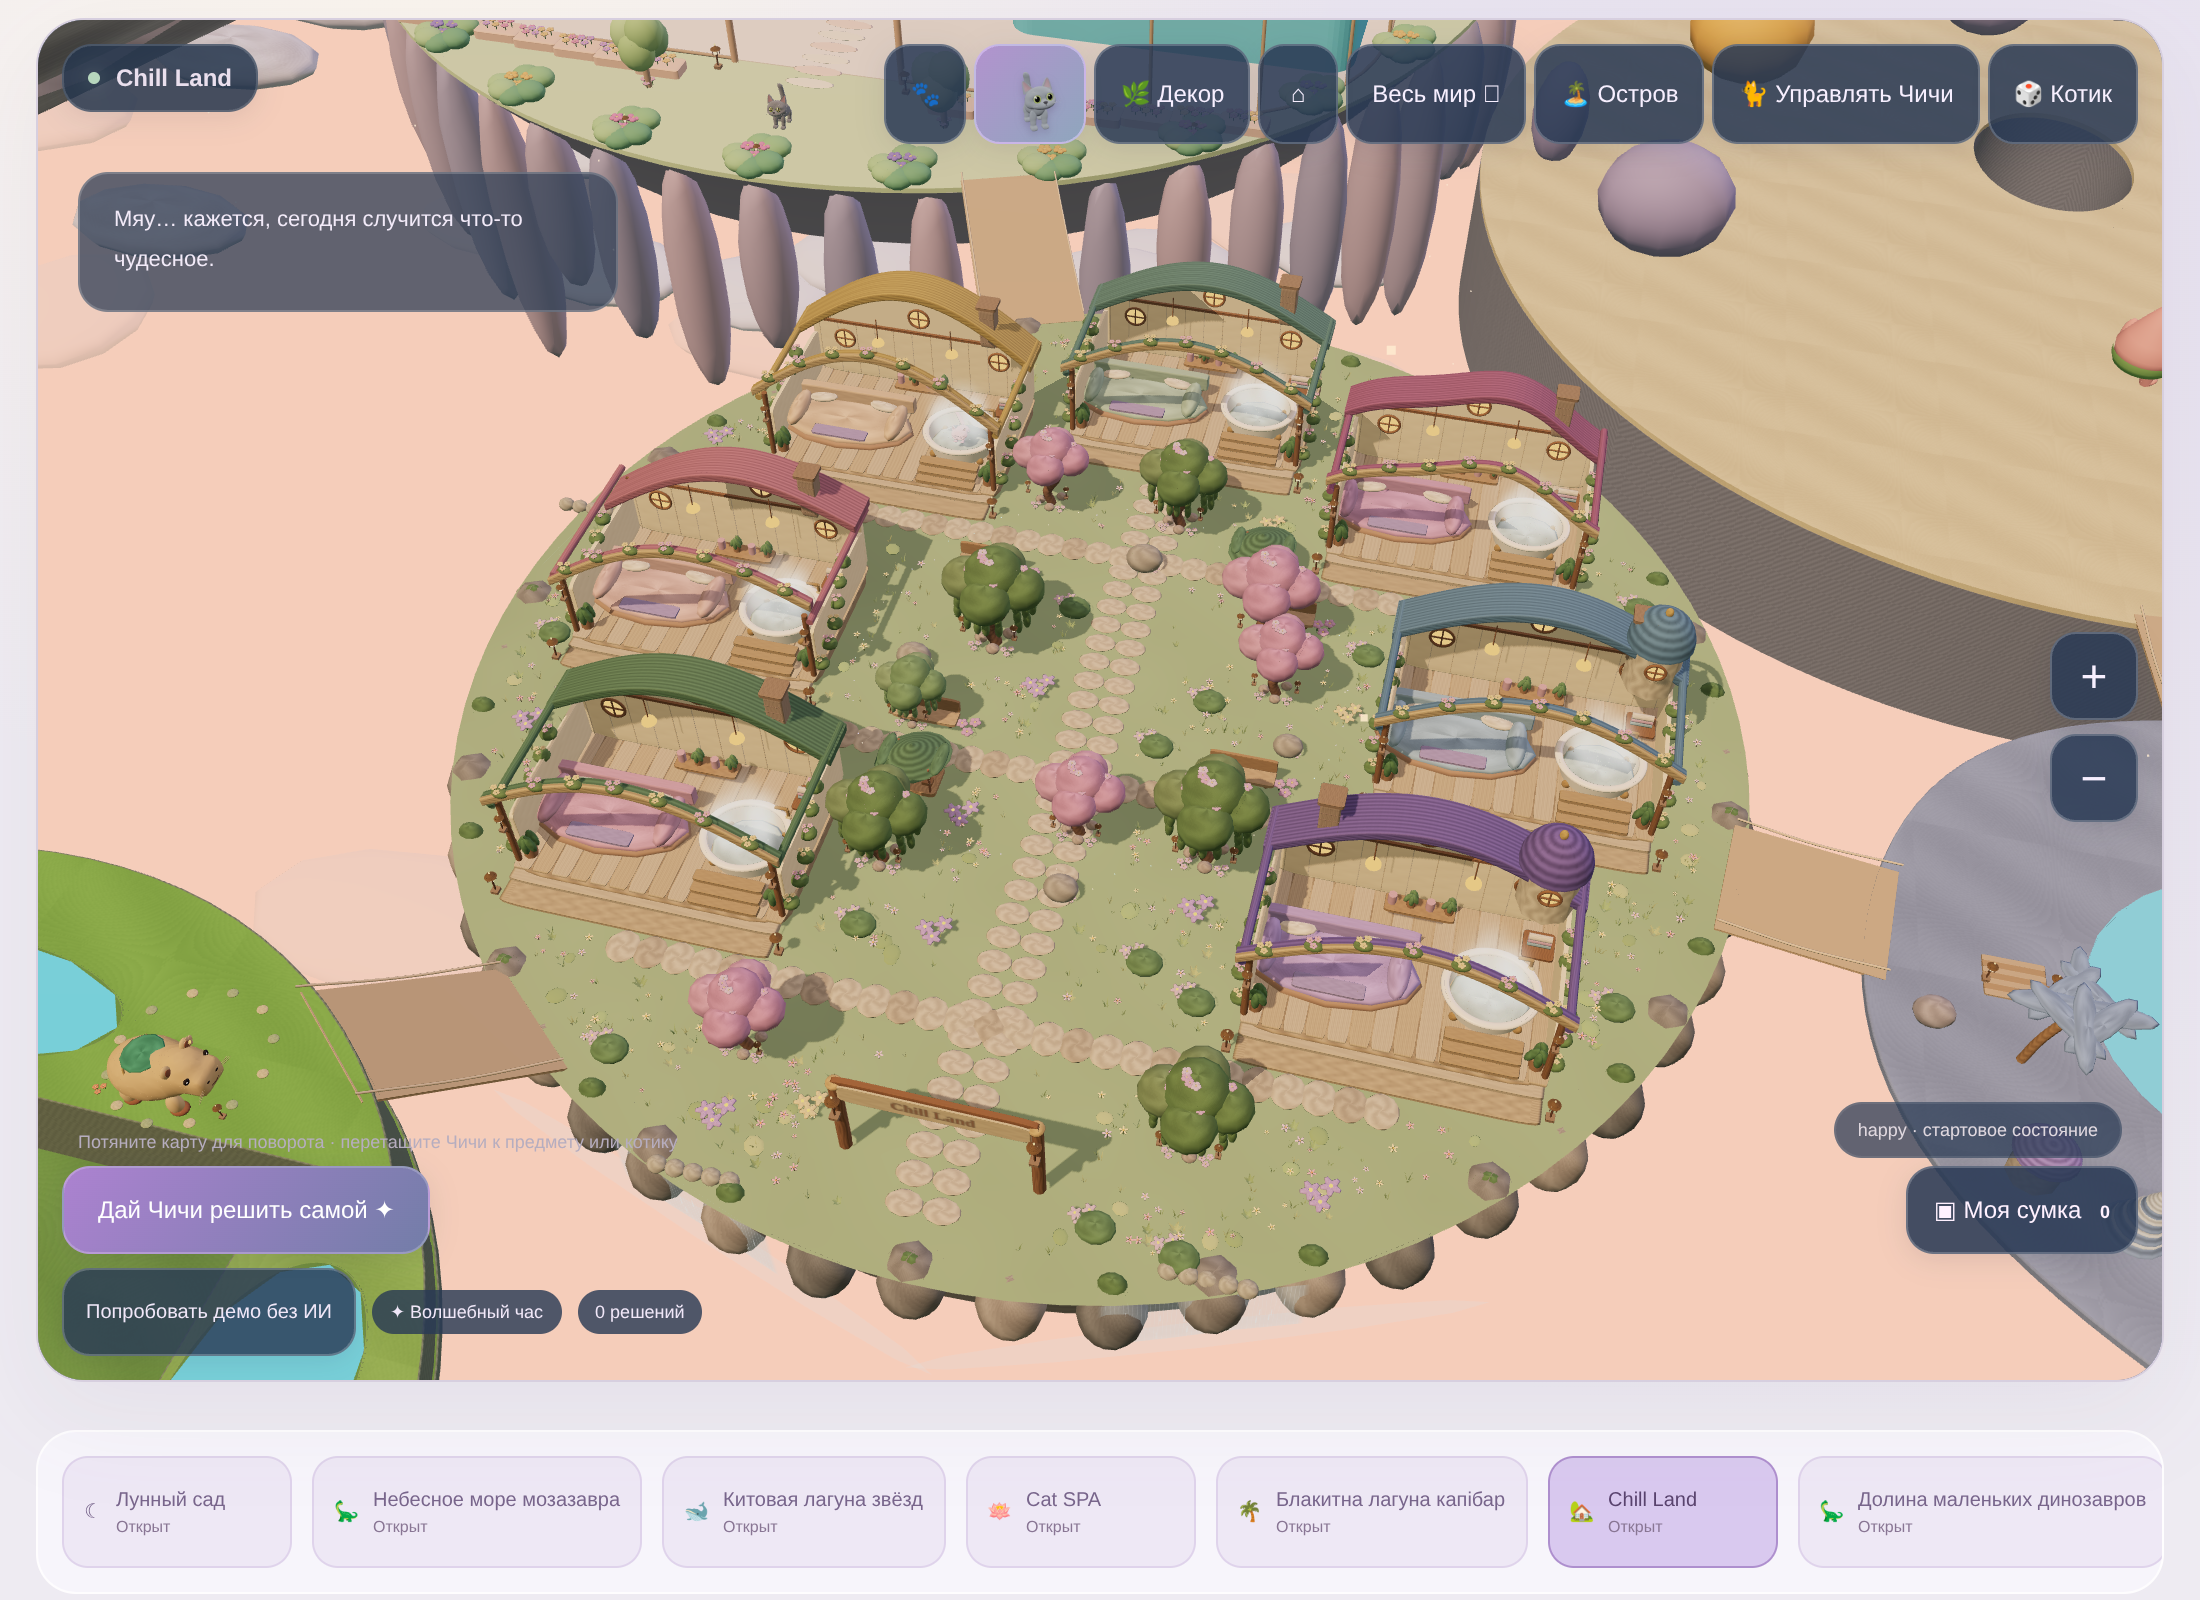 Chill Land
Декор
Весь мир
Остров
Управлять Чичи
Котик
Мяу… кажется, сегодня случится что-то
чудесное.
+
−
Chill Land
Потяните карту для поворота · перетащите Чичи к предмету или котику
happy · стартовое состояние
Дай Чичи решить самой ✦
Моя сумка 0
Попробовать демо без ИИ
✦ Волшебный час
0 решений
Лунный сад
Открыт
Небесное море мозазавра
Открыт
Китовая лагуна звёзд
Открыт
Cat SPA
Открыт
Блакитна лагуна капібар
Открыт
Chill Land
Открыт
Долина маленьких динозавров
Открыт